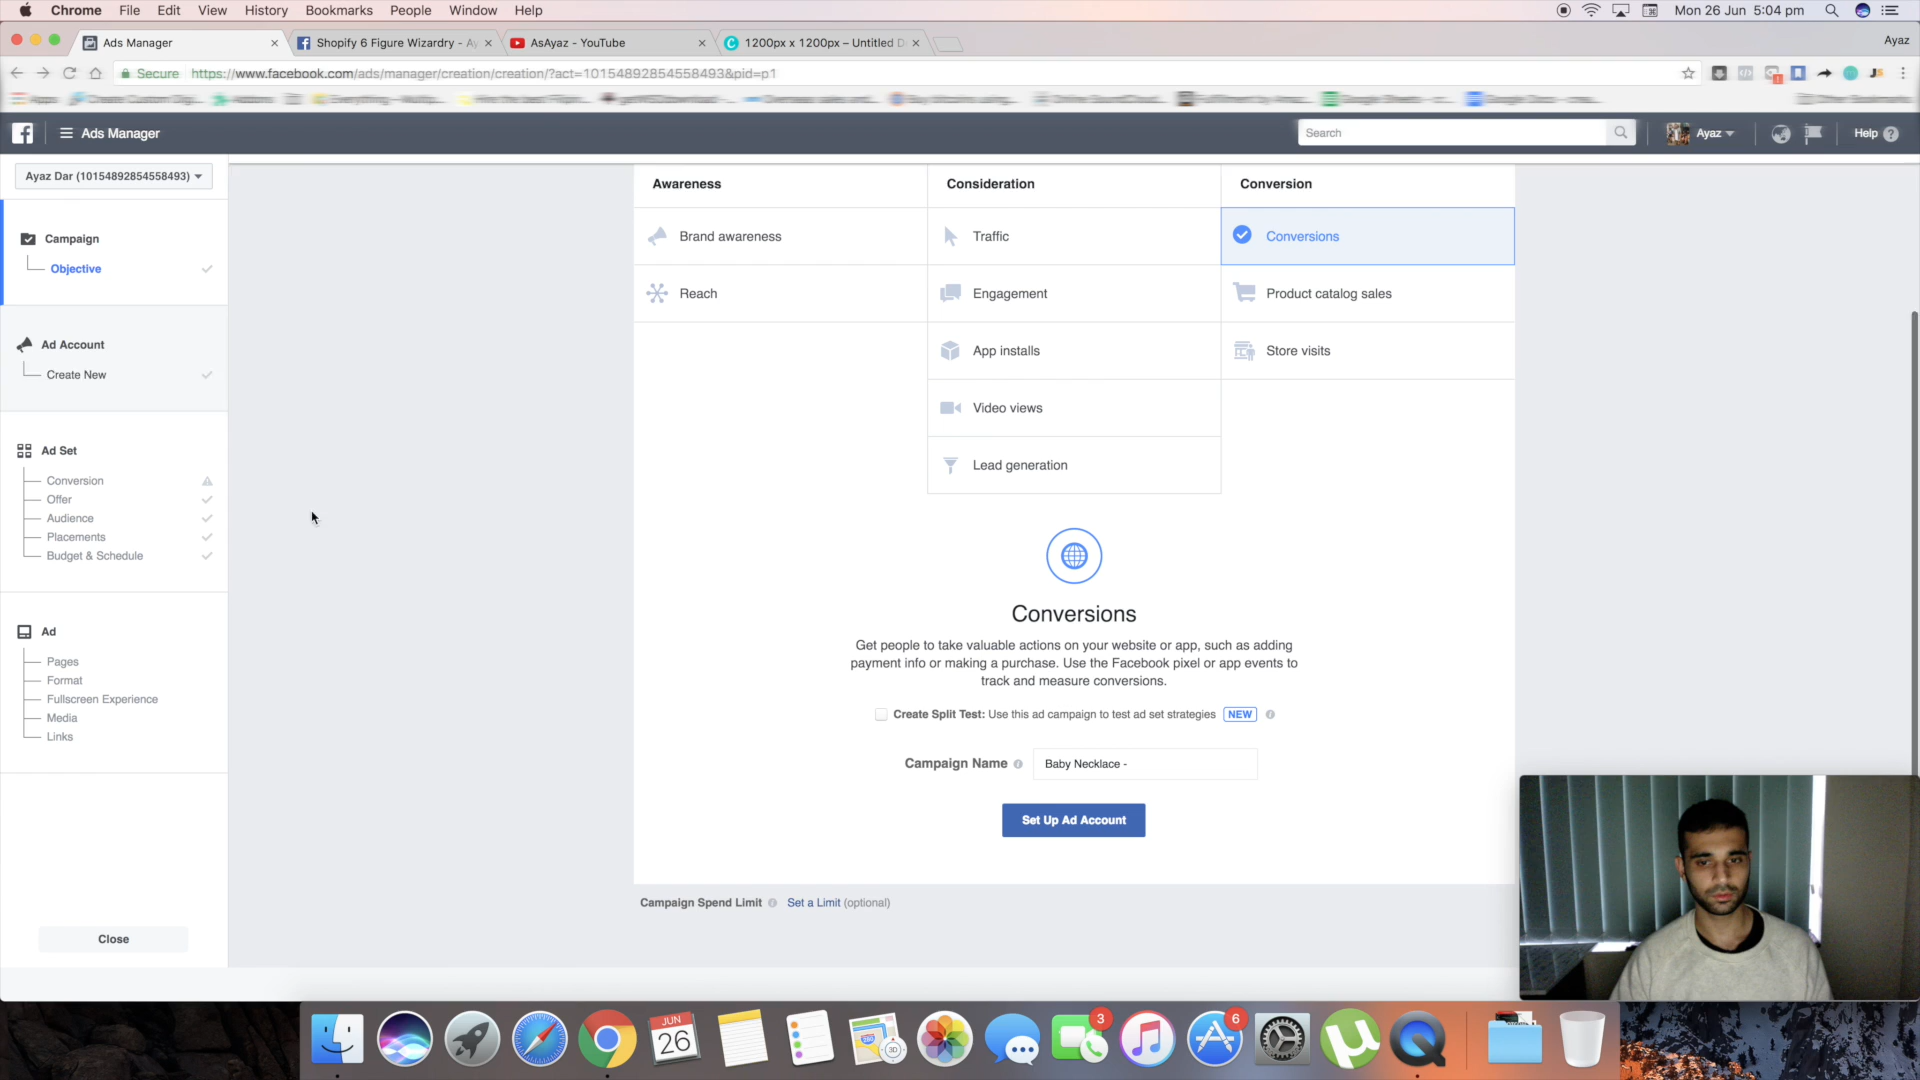 Chrome File Edit View History Bookmarks People Window Help
Mon 26 Jun 5:04 pm
Ads Manager
Shopify 6 Figure Wizardry - Ay
AsAyaz - YouTube
1200px x 1200px – Untitled D
Ayaz
Secure https://www.facebook.com/ads/manager/creation/creation/?act=10154892854558493&pid=p1
Ads Manager
Search
Ayaz
Help
Ayaz Dar (10154892854558493)
Campaign
Objective
Ad Account
Create New
Ad Set
Conversion
Offer
Audience
Placements
Budget & Schedule
Ad
Pages
Format
Fullscreen Experience
Media
Links
Close
Awareness Consideration Conversion
Brand awareness Traffic Conversions
Reach Engagement Product catalog sales
App installs Store visits
Video views
Lead generation
Conversions
Get people to take valuable actions on your website or app, such as adding
payment info or making a purchase. Use the Facebook pixel or app events to
track and measure conversions.
Create Split Test: Use this ad campaign to test ad set strategies NEW
Campaign Name Baby Necklace -
Set Up Ad Account
Campaign Spend Limit Set a Limit (optional)
JUN
26
3D
3
6